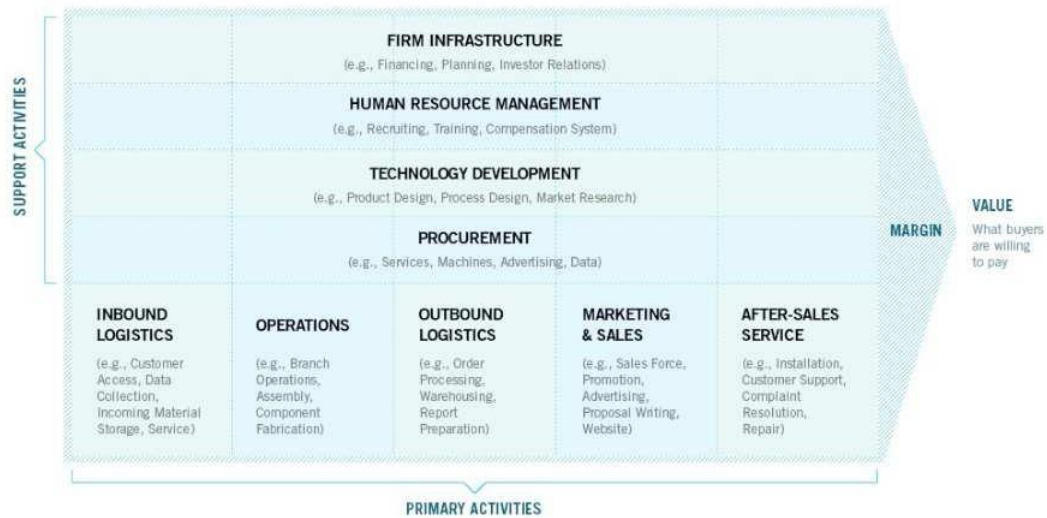 SUPPORT ACTIVITIES
FIRM INFRASTRUCTURE
(e.g., Financing, Planning, Investor Relations)
HUMAN RESOURCE MANAGEMENT
(e.g., Recruiting, Training, Compensation System)
TECHNOLOGY DEVELOPMENT
(e.g., Product Design, Process Design, Market Research)
PROCUREMENT
(e.g., Services, Machines, Advertising, Data)
INBOUND
LOGISTICS
(e.g., Customer
Access, Data
Collection,
Incoming Material
Storage, Service)
OPERATIONS
(e.g., Branch
Operations,
Assembly,
Component
Fabrication)
OUTBOUND
LOGISTICS
(e.g., Order
Processing,
Warehousing,
Report
Preparation)
MARKETING
& SALES
(e.g., Sales Force,
Promotion,
Advertising,
Proposal Writing,
Website)
AFTER-SALES
SERVICE
(e.g., Installation,
Customer Support,
Complaint
Resolution,
Repair)
MARGIN
VALUE
What buyers
are willing
to pay
PRIMARY ACTIVITIES